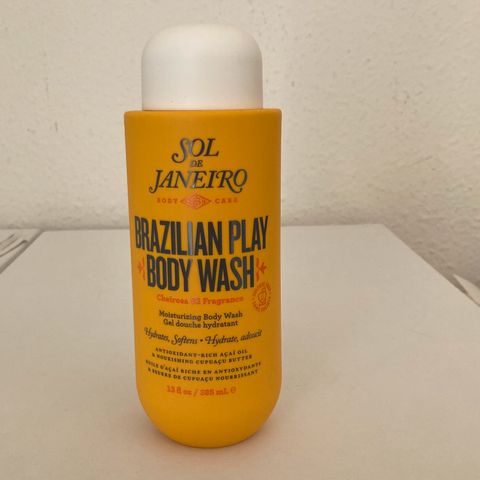 SOL
DE
JANEIRO
BODY CARE
BRAZILIAN PLAY
BODY WASH
Cheirosa 62 Fragrance
Moisturizing Body Wash
Gel douche hydratant
Hydrates, Softens • Hydrate, adoucit
ANTIOXIDANT-RICH AÇAÍ OIL
& NOURISHING CUPUAÇU BUTTER
HUILE D'AÇAÍ RICHE EN ANTIOXYDANTS
& BEURRE DE CUPUAÇU NOURRISSANT
13 fl oz / 385 mL e